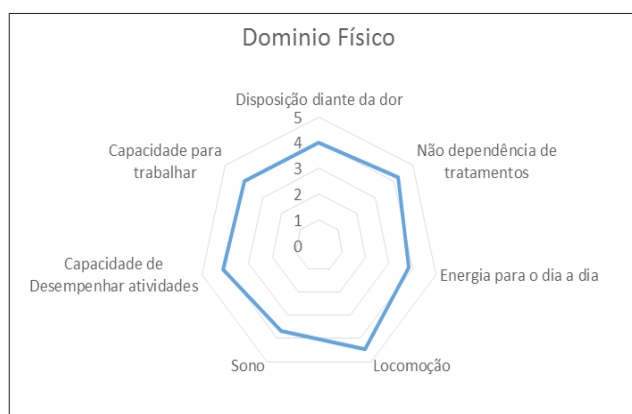 Dominio Físico
Disposição diante da dor
5
4
3
2
1
0
Não dependência de
tratamentos
Energia para o dia a dia
Locomoção
Sono
Capacidade de
Desempenhar atividades
Capacidade para
trabalhar